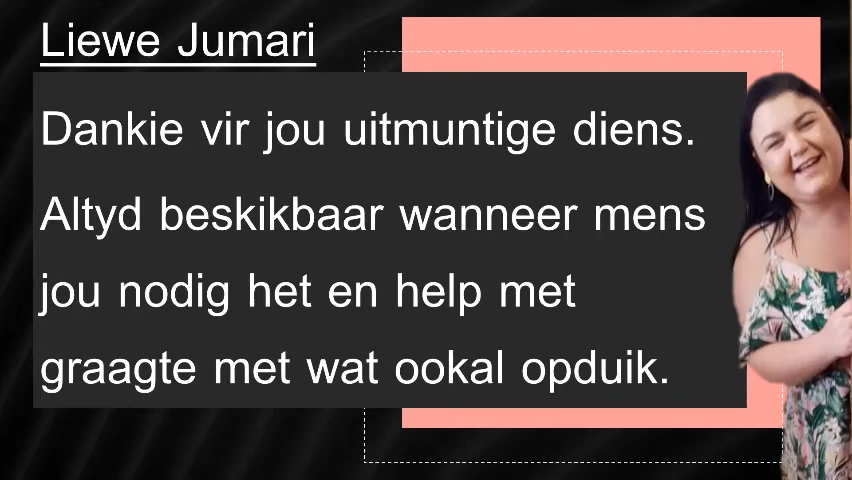 Liewe Jumari
Dankie vir jou uitmuntige diens.
Altyd beskikbaar wanneer mens
jou nodig het en help met
graagte met wat ookal opduik.